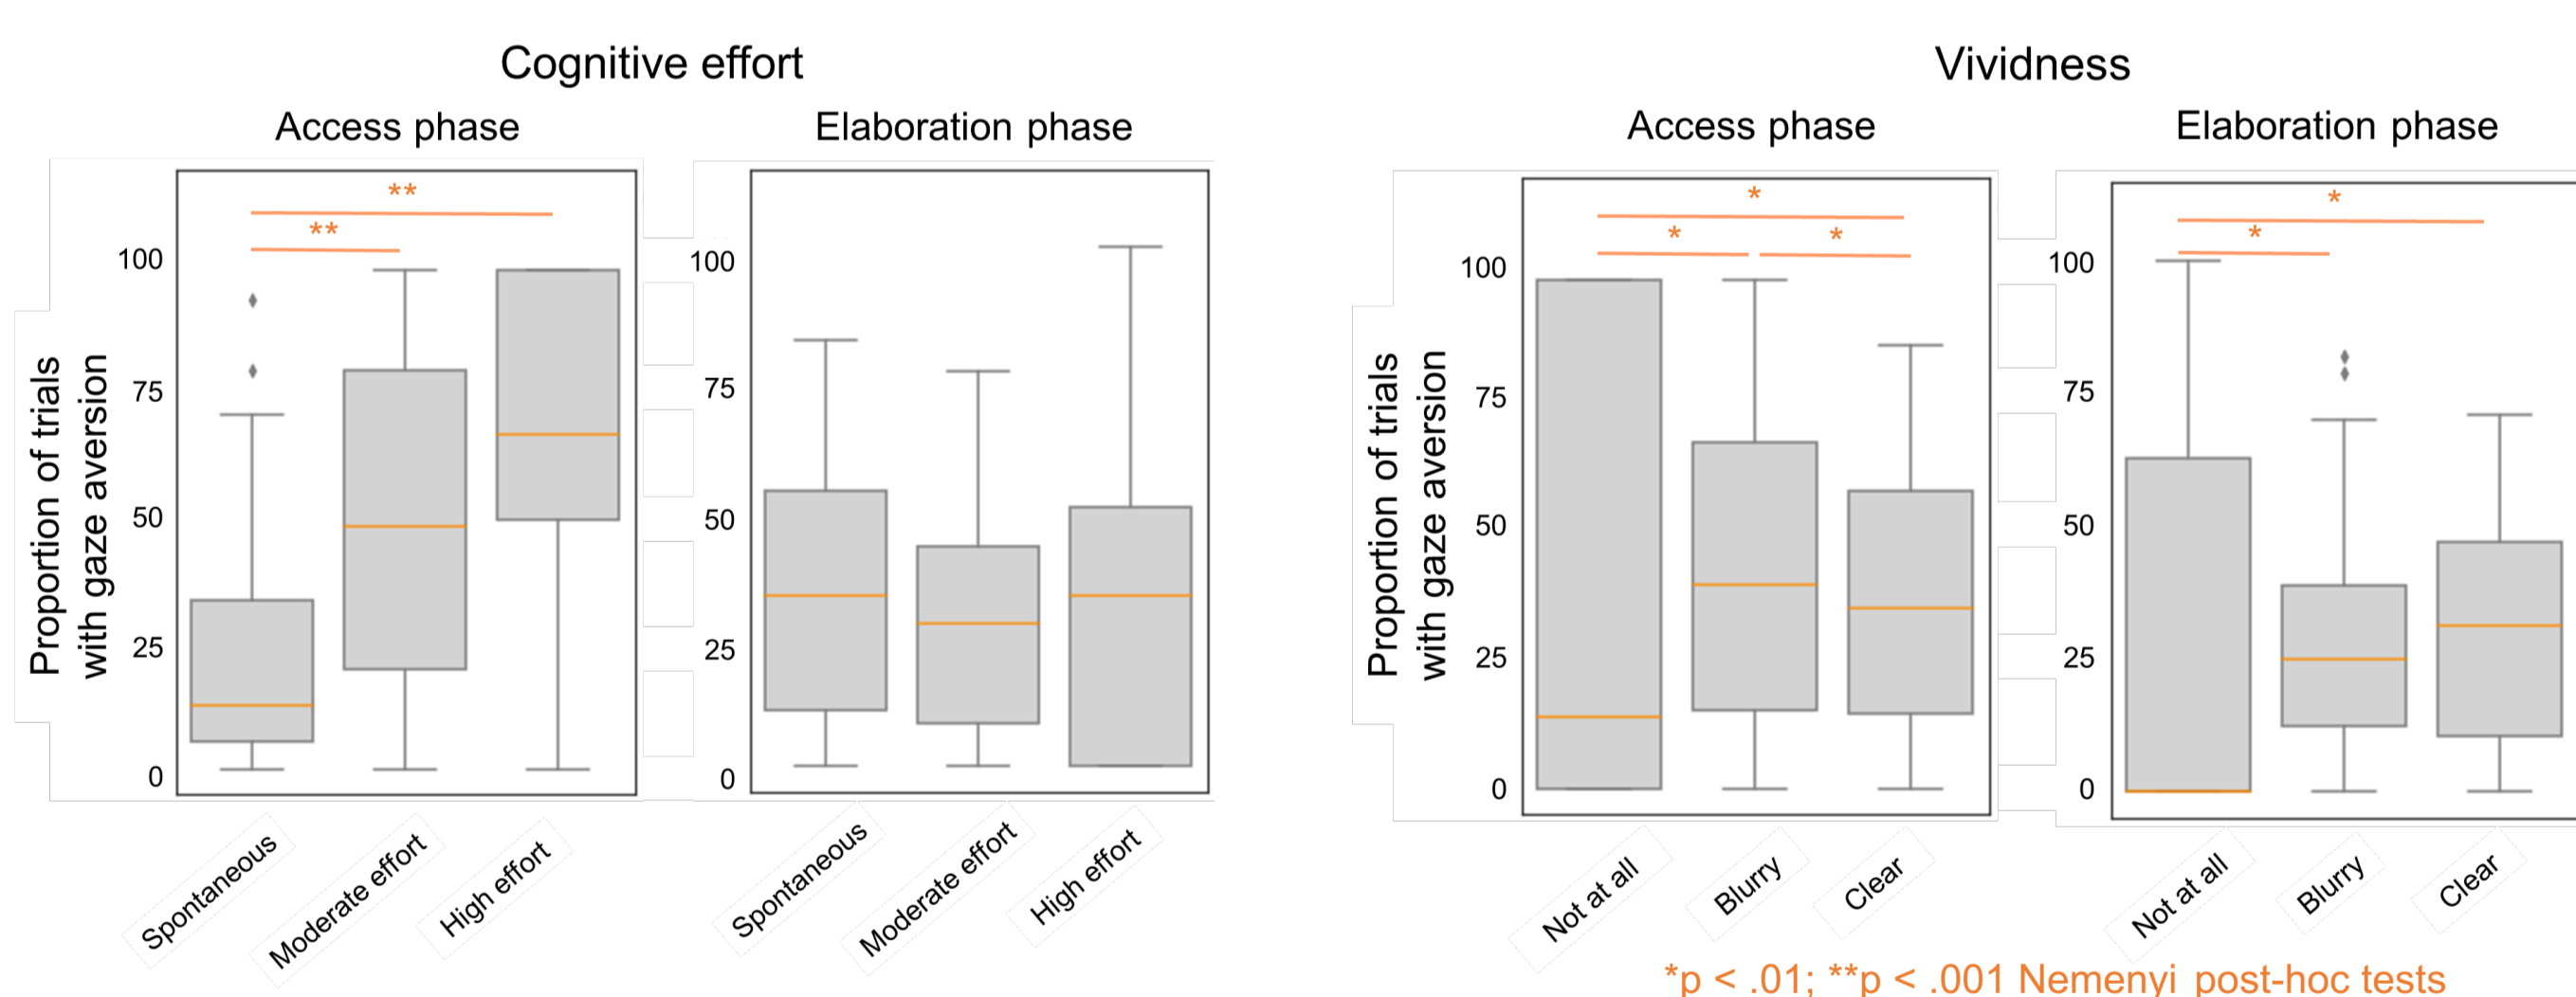 Cognitive effort
Access phase
Elaboration phase
**
**
Proportion of trials
with gaze aversion
100
75
50
25
0
100
75
50
25
0
Spontaneous
Moderate effort
High effort
Spontaneous
Moderate effort
High effort
Vividness
Access phase
Elaboration phase
*
*
*
*
*
Proportion of trials
with gaze aversion
100
75
50
25
0
100
75
50
25
0
Not at all
Blurry
Clear
Not at all
Blurry
Clear
*p < .01; **p < .001 Nemenyi post-hoc tests